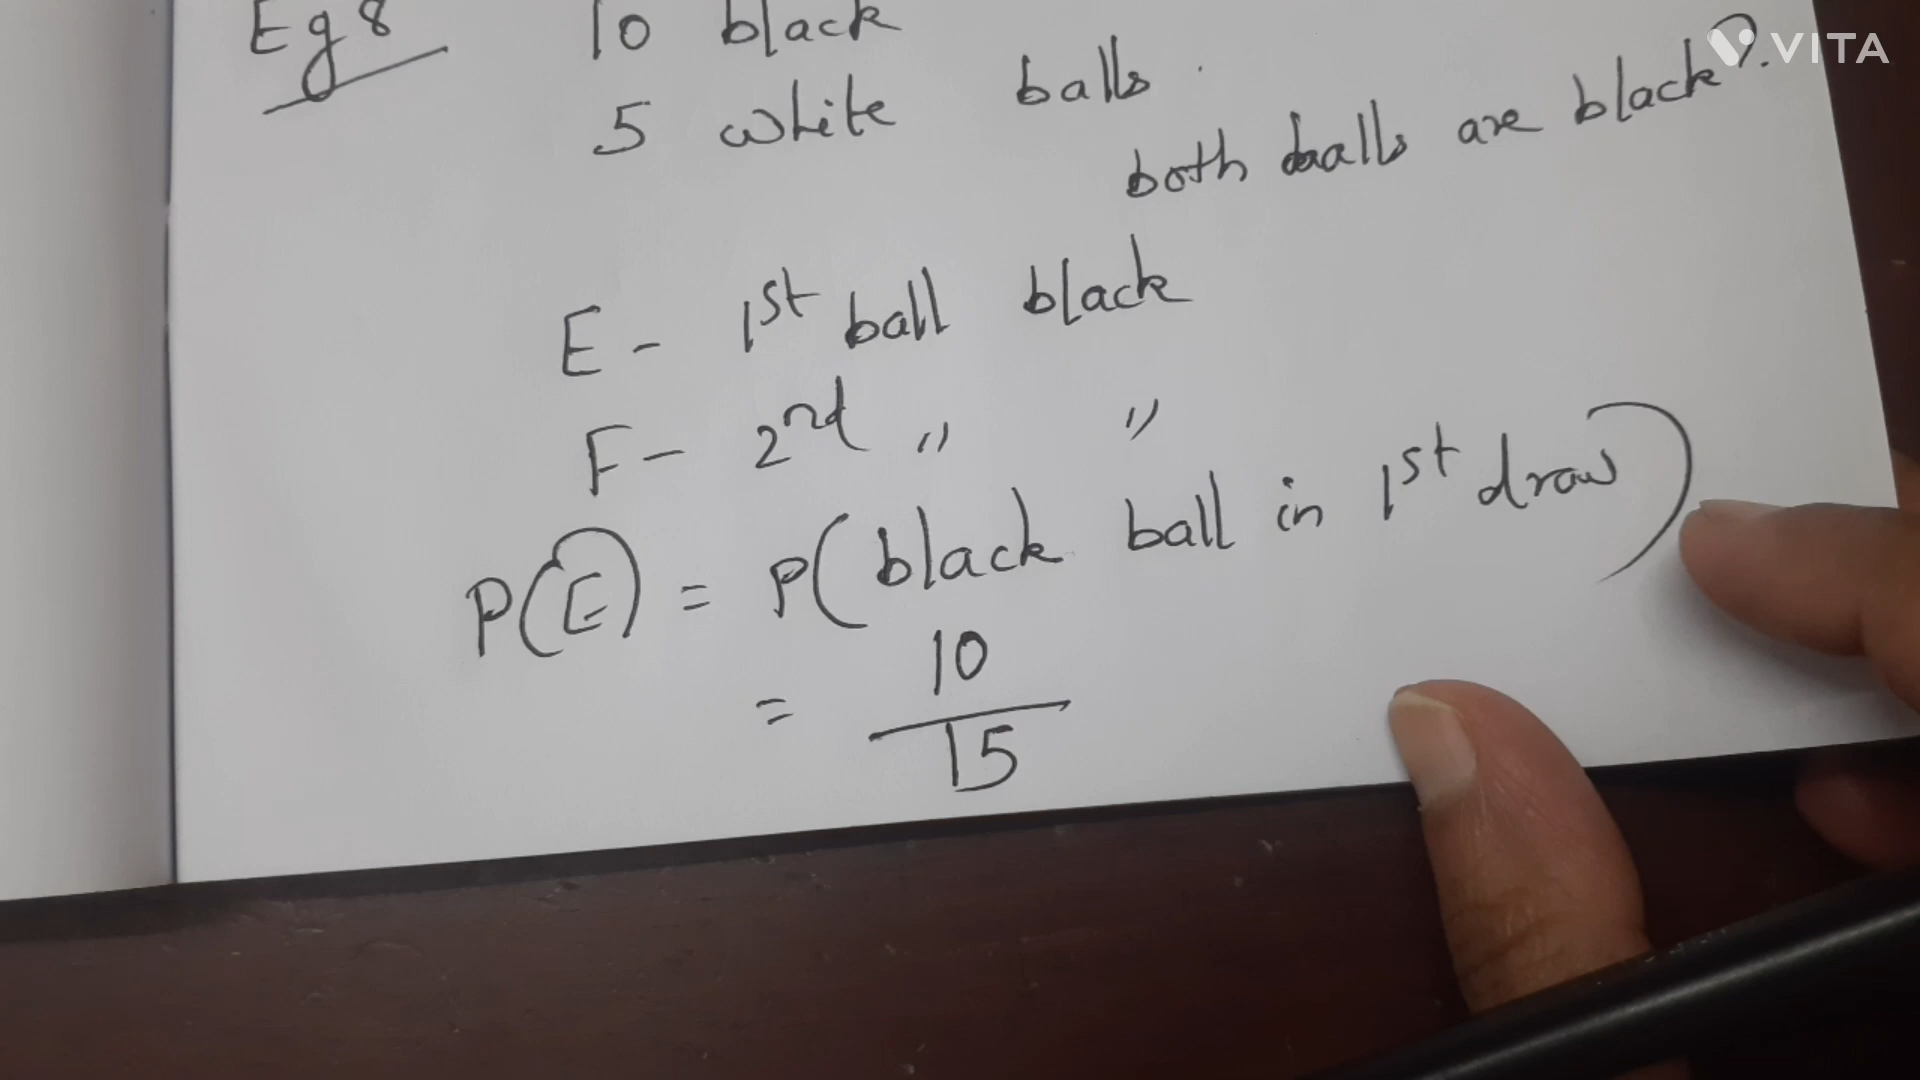 Eg 8 10 black
5 white balls.
both balls are black?.
E - 1st ball black
F - 2nd " "
P(E) = P(black ball in 1st draw)
= 10
15
VITA